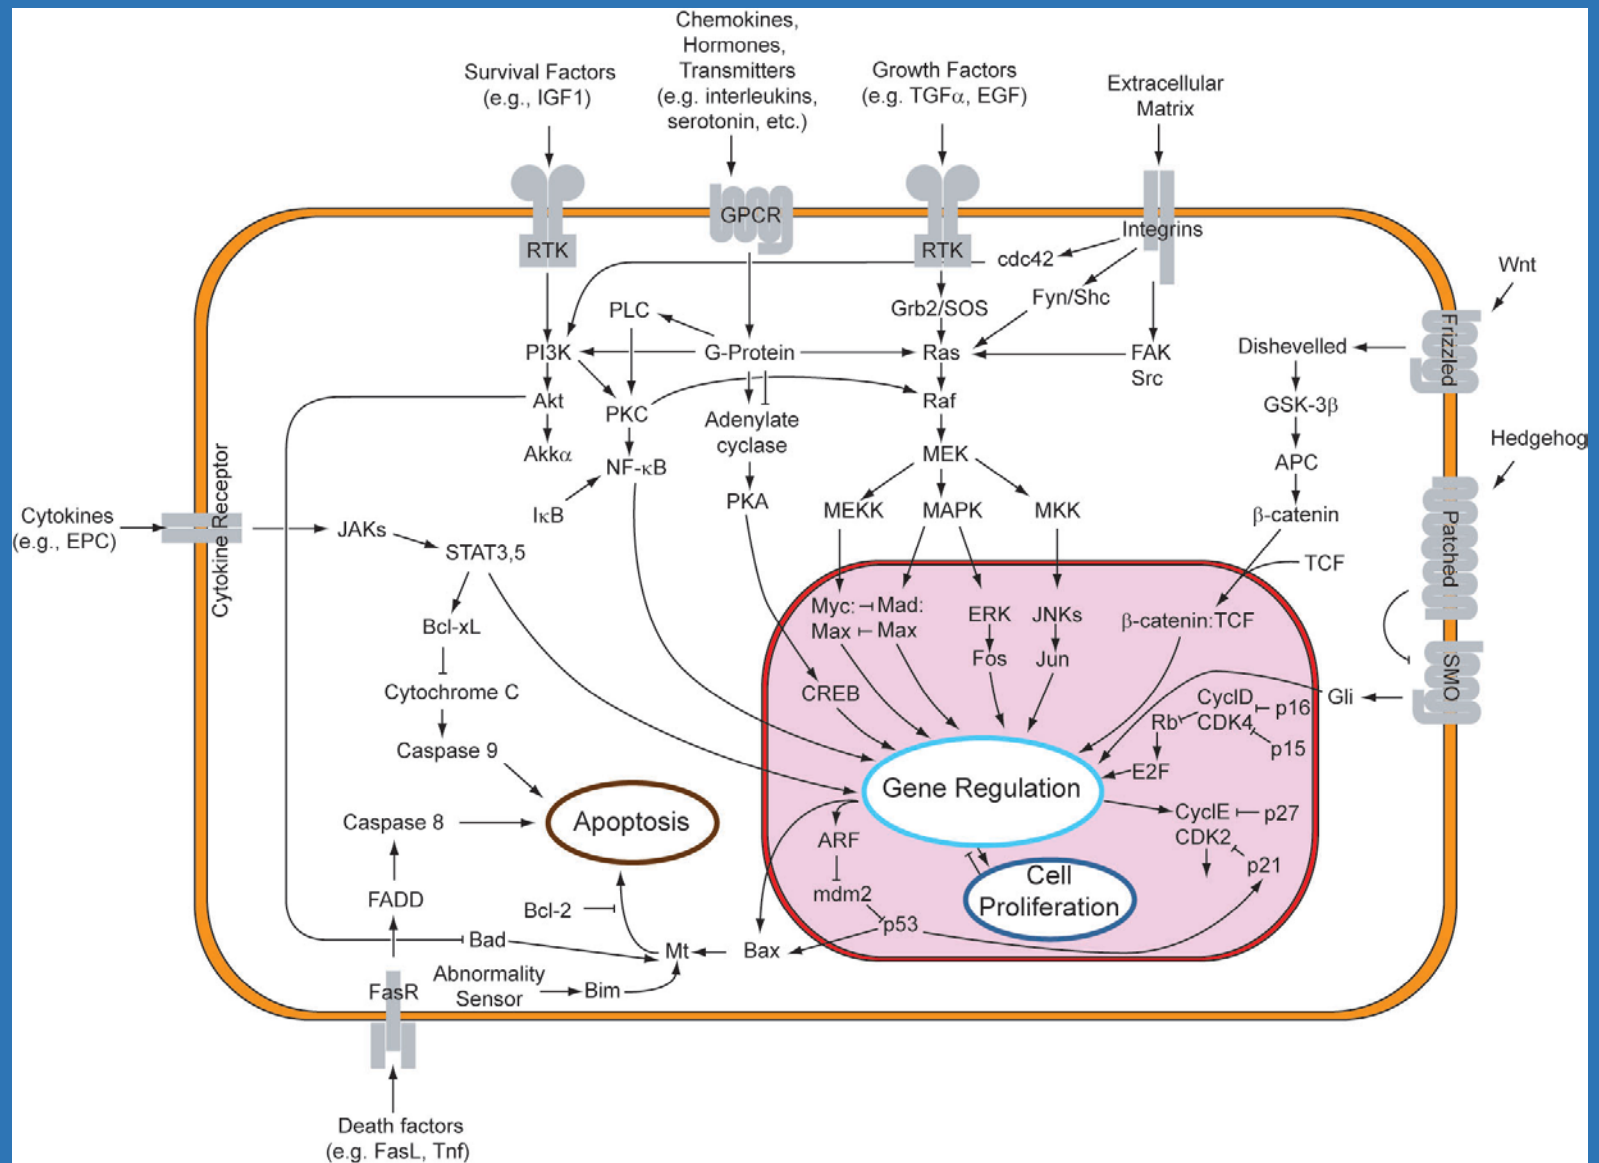 Chemokines,
Hormones,
Transmitters
(e.g. interleukins,
serotonin, etc.)
Survival Factors
(e.g., IGF1)
Growth Factors
(e.g. TGFα, EGF)
Extracellular
Matrix
RTK
GPCR
RTK
Integrins
cdc42
Wnt
Fyn/Shc
Grb2/SOS
PLC
Frizzled
Dishevelled
PI3K
G-Protein
Ras
FAK
Src
Akt
PKC
Raf
GSK-3β
Adenylate
cyclase
Hedgehog
Akkα
NF-κB
MEK
APC
PKA
IκB
MEKK
MAPK
MKK
β-catenin
Cytokines
(e.g., EPC)
Cytokine Receptor
JAKs
STAT3,5
Patched
TCF
Myc:
Mad:
Max
Max
ERK
JNKs
β-catenin:TCF
Bcl-xL
Fos
Jun
SMO
Cytochrome C
CREB
Gli
CyclD
CDK4
p16
Rb
p15
Caspase 9
E2F
Gene Regulation
CyclE
CDK2
p27
Apoptosis
Caspase 8
ARF
p21
Cell
Proliferation
mdm2
FADD
Bcl-2
p53
Bad
Mt
Bax
Abnormality
Sensor
Bim
FasR
Death factors
(e.g. FasL, Tnf)